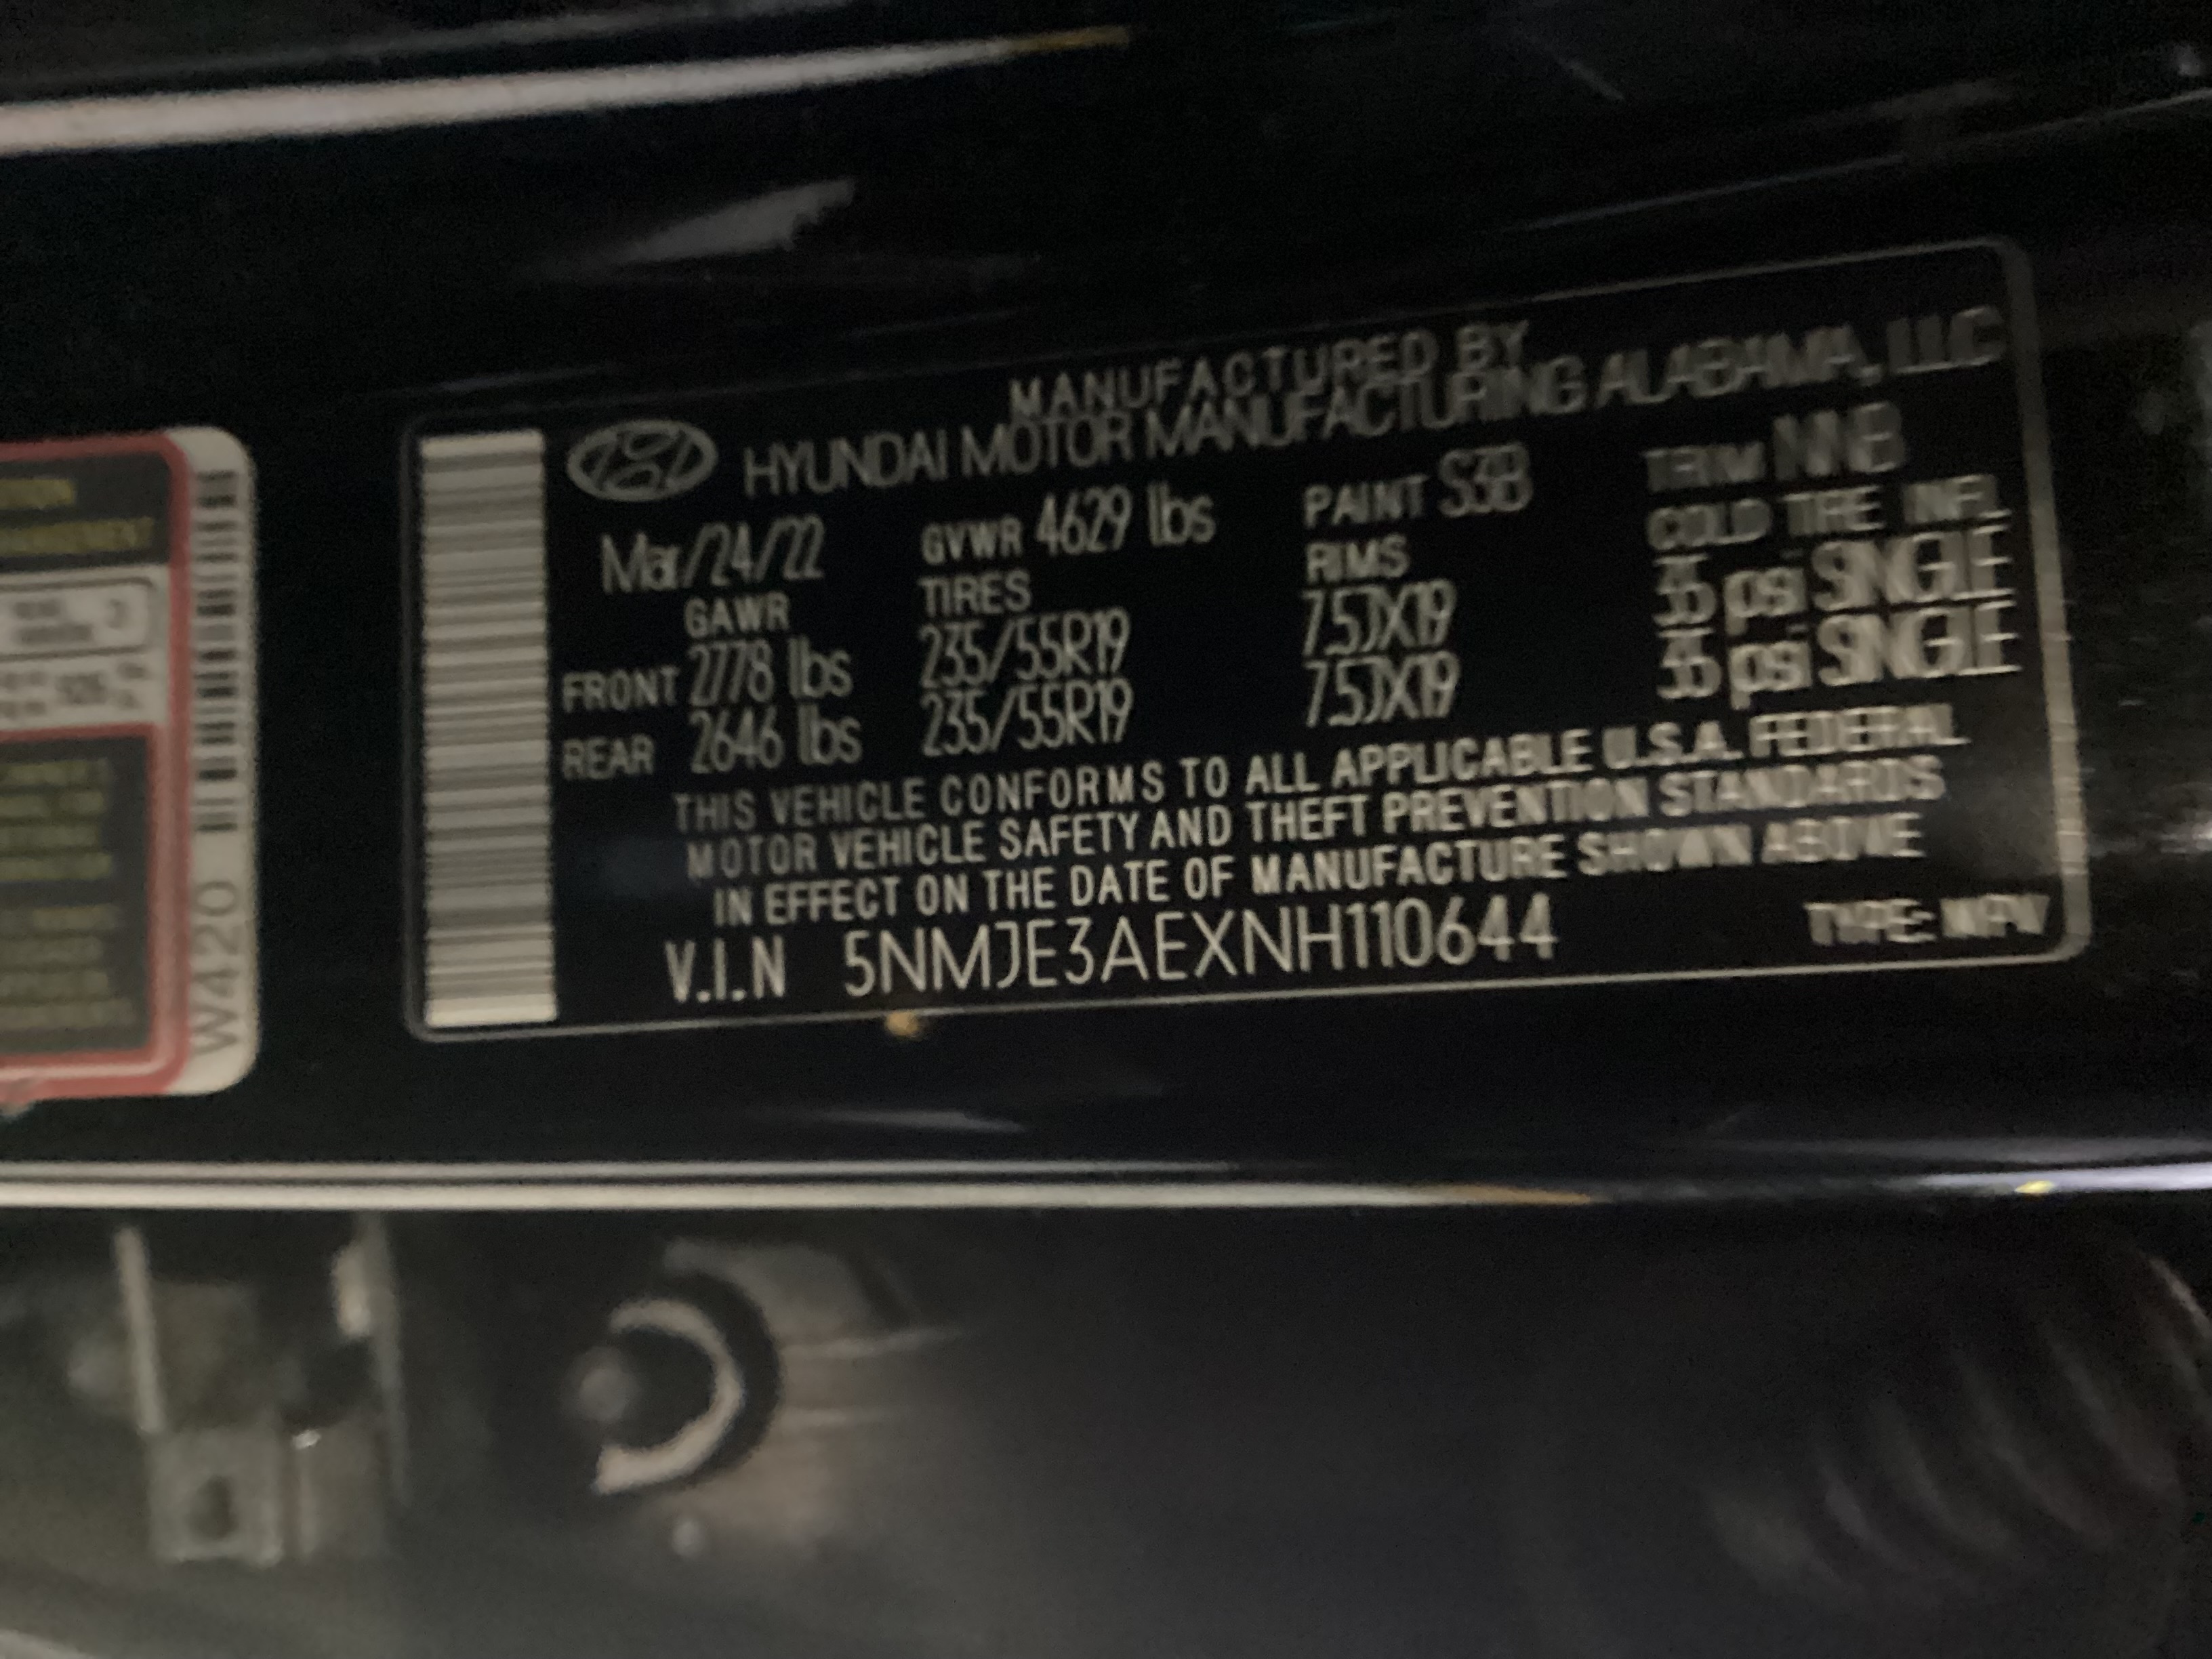 MANUFACTURED BY
HYUNDAI MOTOR MANUFACTURING ALABAMA, LLC
Mar/24/22 GVWR 4629 lbs PAINT S3B TRIM NNB
GAWR TIRES RIMS COLD TIRE INFL
FRONT 2778 lbs 235/55R19 7.5JX19 35 psi SINGLE
REAR 2646 lbs 235/55R19 7.5JX19 35 psi SINGLE
THIS VEHICLE CONFORMS TO ALL APPLICABLE U.S.A. FEDERAL
MOTOR VEHICLE SAFETY AND THEFT PREVENTION STANDARDS
IN EFFECT ON THE DATE OF MANUFACTURE SHOWN ABOVE
V.I.N 5NMJE3AEXNH110644 TYPE: MPV
W420